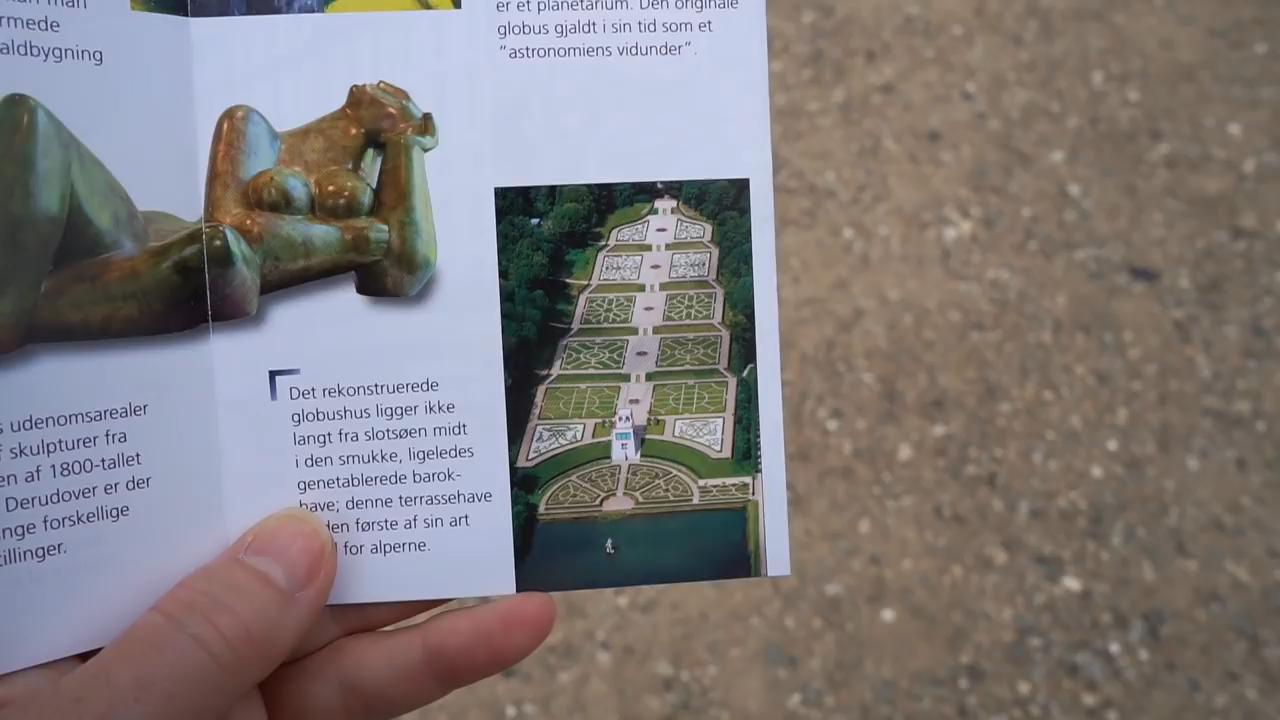 rmede
aldbygning
er et planetarium. Den originale
globus gjaldt i sin tid som et
"astronomiens vidunder".
udenomsarealer
skulpturer fra
en af 1800-tallet
Derudover er der
nge forskellige
tillinger.
Det rekonstruerede
globushus ligger ikke
langt fra slotsøen midt
i den smukke, ligeledes
genetablerede barok-
have; denne terrassehave
den første af sin art
for alperne.